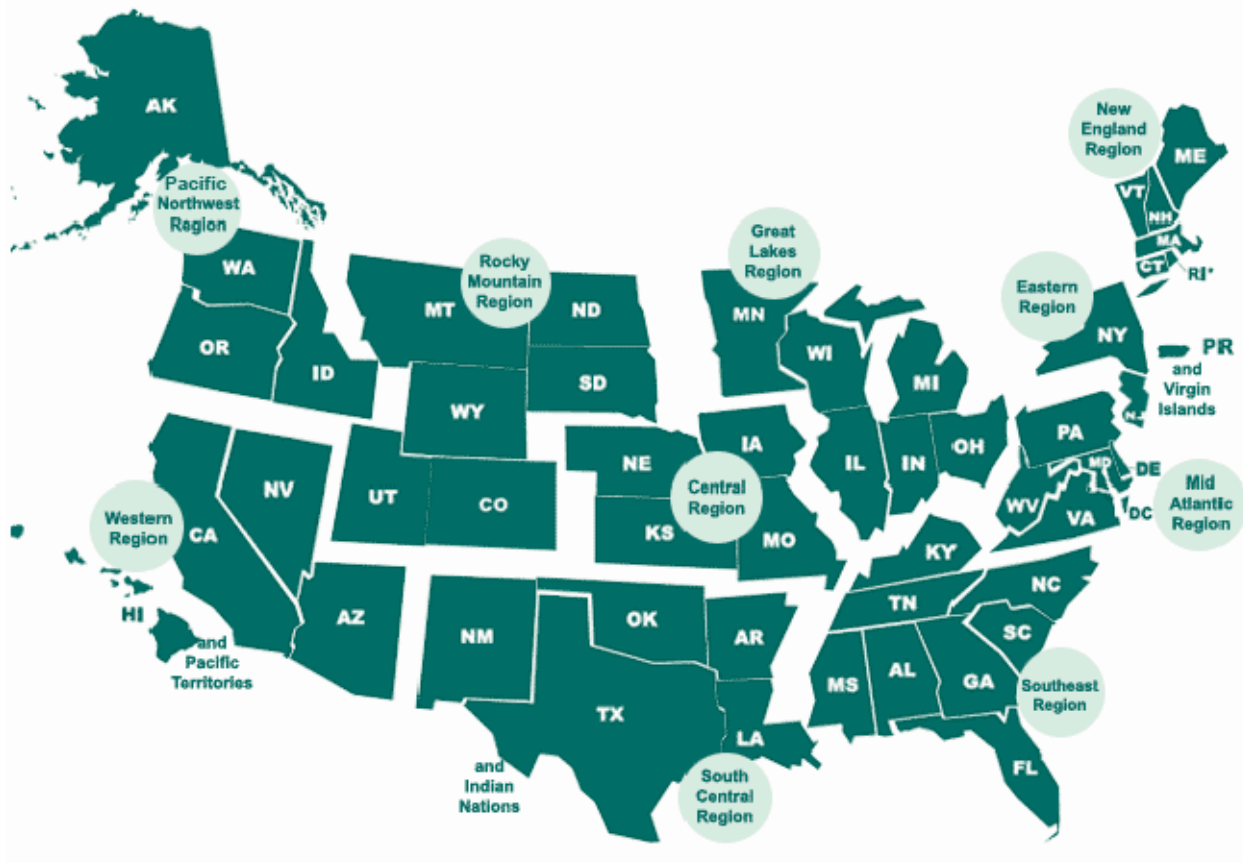 AK
Pacific
Northwest
Region
WA
OR
ID
Rocky
Mountain
Region
MT
ND
SD
WY
UT
CO
Great
Lakes
Region
MN
WI
MI
IL
IN
OH
New
England
Region
ME
VT
NH
MA
CT
RI*
Eastern
Region
NY
NJ
PR
and
Virgin
Islands
PA
MD
DE
WV
VA
DC
Mid
Atlantic
Region
Central
Region
NE
IA
KS
MO
Western
Region
CA
NV
AZ
HI
and
Pacific
Territories
NM
OK
AR
TX
LA
and
Indian
Nations
South
Central
Region
KY
TN
NC
SC
MS
AL
GA
FL
Southeast
Region